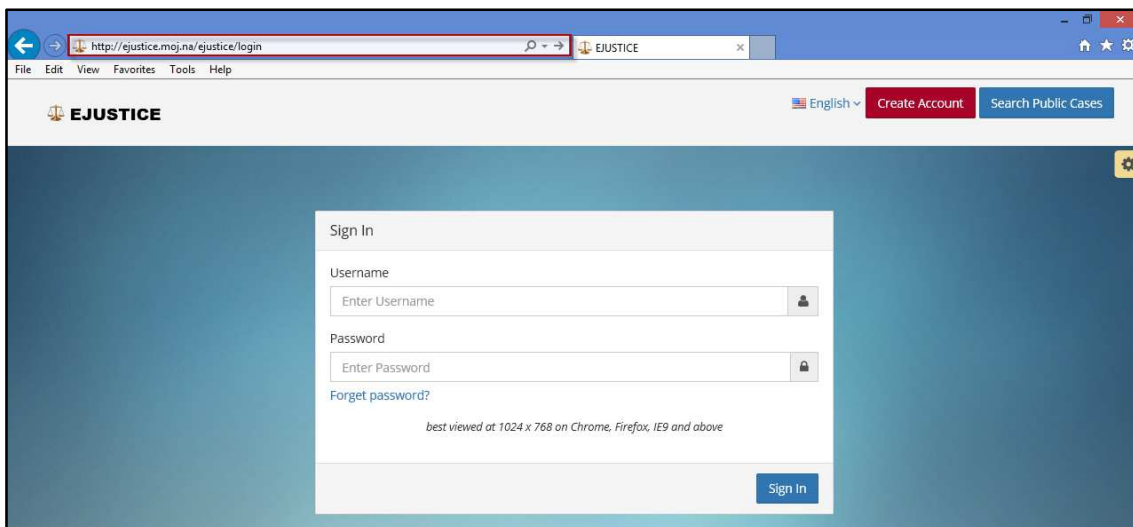 http://ejustice.moj.na/ejustice/login
EJUSTICE
File Edit View Favorites Tools Help
EJUSTICE
English
Create Account
Search Public Cases
Sign In
Username
Enter Username
Password
Enter Password
Forget password?
best viewed at 1024 x 768 on Chrome, Firefox, IE9 and above
Sign In